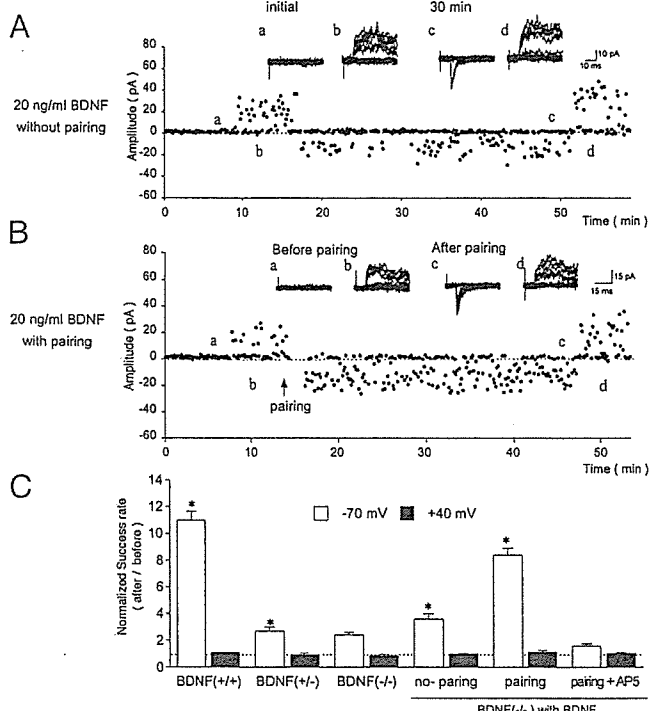 A
initial
30 min
a
b
c
d
10 pA
10 ms
20 ng/ml BDNF
without pairing
Amplitude ( pA )
80
60
40
20
0
-20
-40
-60
a
b
c
d
0
10
20
30
40
50
Time ( min )
B
Before pairing
After pairing
a
b
c
d
15 pA
15 ms
20 ng/ml BDNF
with pairing
Amplitude ( pA )
80
60
40
20
0
-20
-40
-60
a
b
c
d
pairing
0
10
20
30
40
50
Time ( min )
C
Normalized Success rate
( after / before)
14
12
10
8
6
4
2
0
-70 mV
+40 mV
*
*
*
*
BDNF(+/+)
BDNF(+/-)
BDNF(-/-)
no- paring
pairing
pairing +AP5
BDNF(-/-) with BDNF